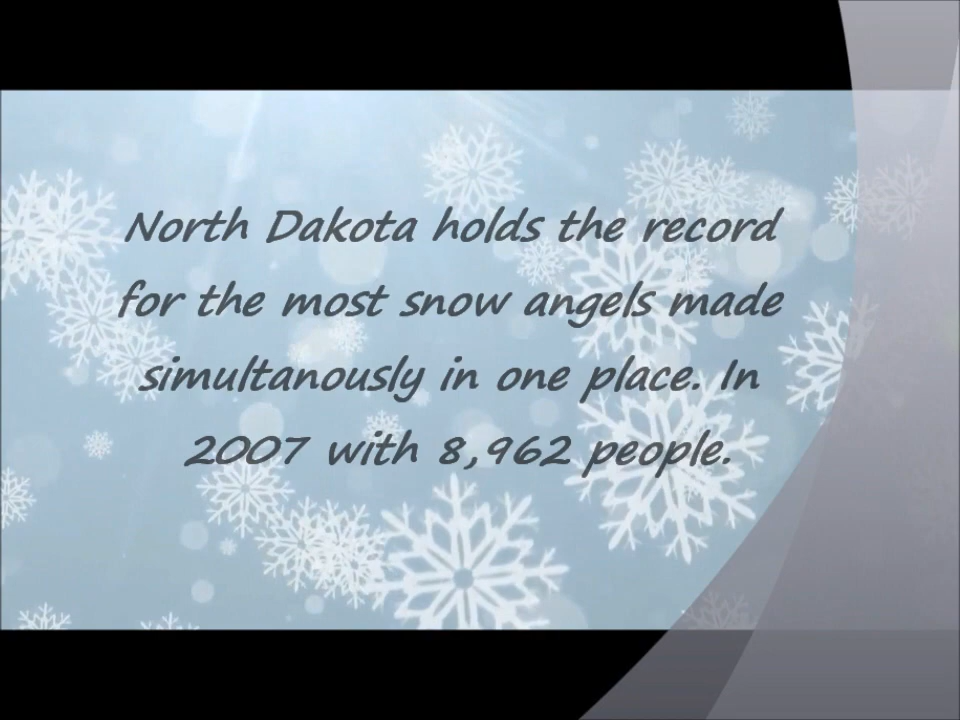 North Dakota holds the record
for the most snow angels made
simultanously in one place. In
2007 with 8,962 people.